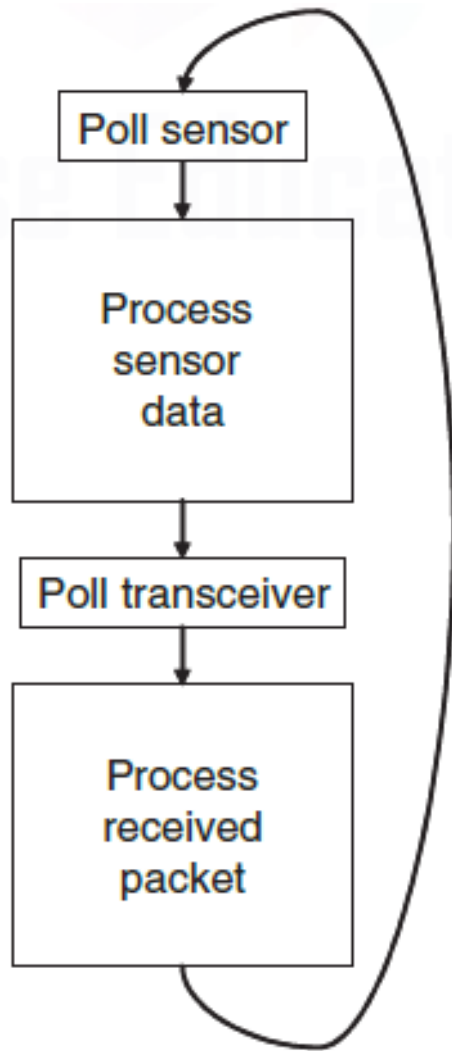 Poll sensor
Process
sensor
data
Poll transceiver
Process
received
packet